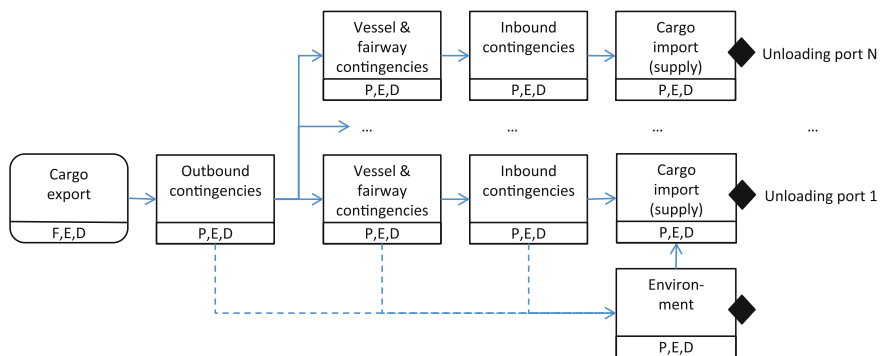 Vessel &
fairway
contingencies
P,E,D
Inbound
contingencies
P,E,D
Cargo
import
(supply)
P,E,D
Unloading port N
...
...
...
...
Cargo
export
F,E,D
Outbound
contingencies
P,E,D
Vessel &
fairway
contingencies
P,E,D
Inbound
contingencies
P,E,D
Cargo
import
(supply)
P,E,D
Unloading port 1
Environ-
ment
P,E,D